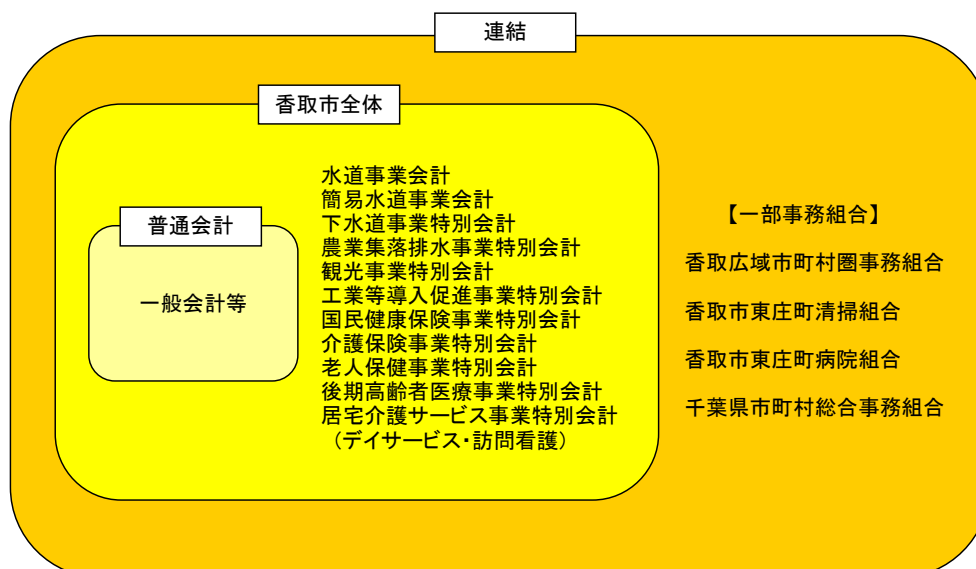 連結
香取市全体
普通会計
一般会計等
水道事業会計
簡易水道事業会計
下水道事業特別会計
農業集落排水事業特別会計
観光事業特別会計
工業等導入促進事業特別会計
国民健康保険事業特別会計
介護保険事業特別会計
老人保健事業特別会計
後期高齢者医療事業特別会計
居宅介護サービス事業特別会計
（デイサービス・訪問看護）
【一部事務組合】
香取広域市町村圏事務組合
香取市東庄町清掃組合
香取市東庄町病院組合
千葉県市町村総合事務組合